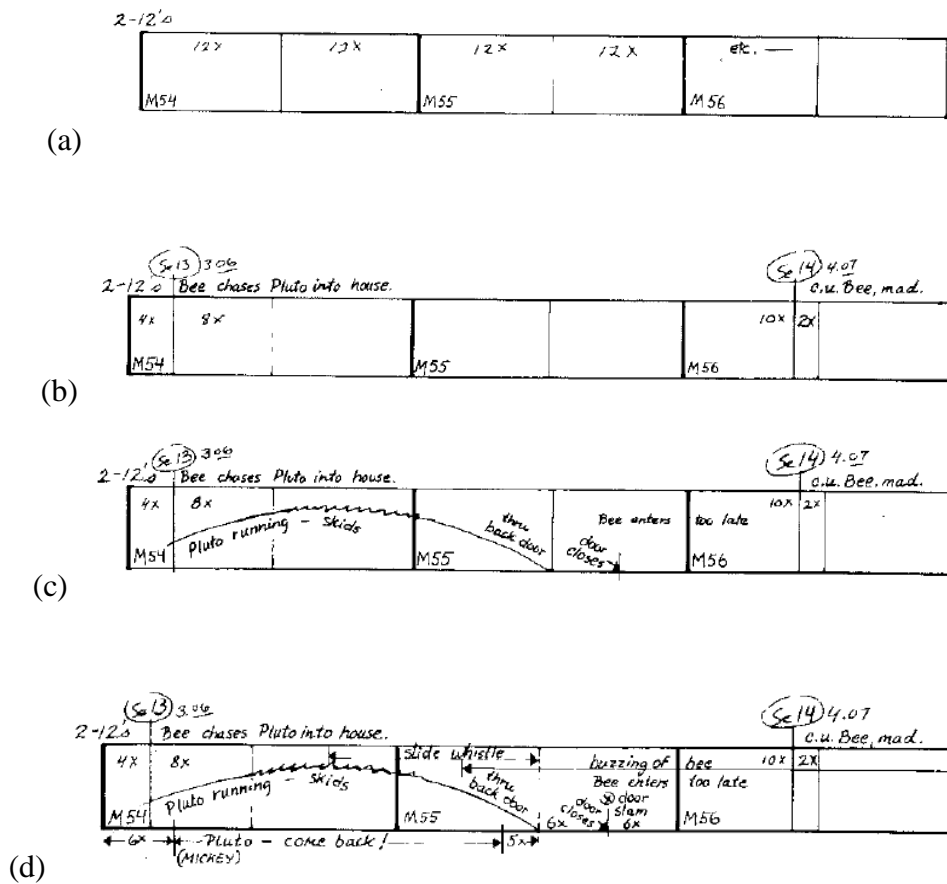 2-12's
12x 12x 12x 12x etc. —
M54 M55 M56
(a)
Sc 13 3.06 Sc 14 4.07
2-12's Bee chases Pluto into house. c.u. Bee, mad.
4x 8x 10x 2x
M54 M55 M56
(b)
Sc 13 3.06 Sc 14 4.07
2-12's Bee chases Pluto into house. c.u. Bee, mad.
4x 8x thru back door Bee enters too late 10x 2x
Pluto running - skids door closes
M54 M55 M56
(c)
Sc 13 3.06 Sc 14 4.07
2-12's Bee chases Pluto into house. c.u. Bee, mad.
4x 8x slide whistle buzzing of bee 10x 2x
Pluto running - skids thru back door Bee enters too late
door closes door slam
M54 M55 6x 6x M56
6x Pluto - come back! 5x
(MICKEY)
(d)